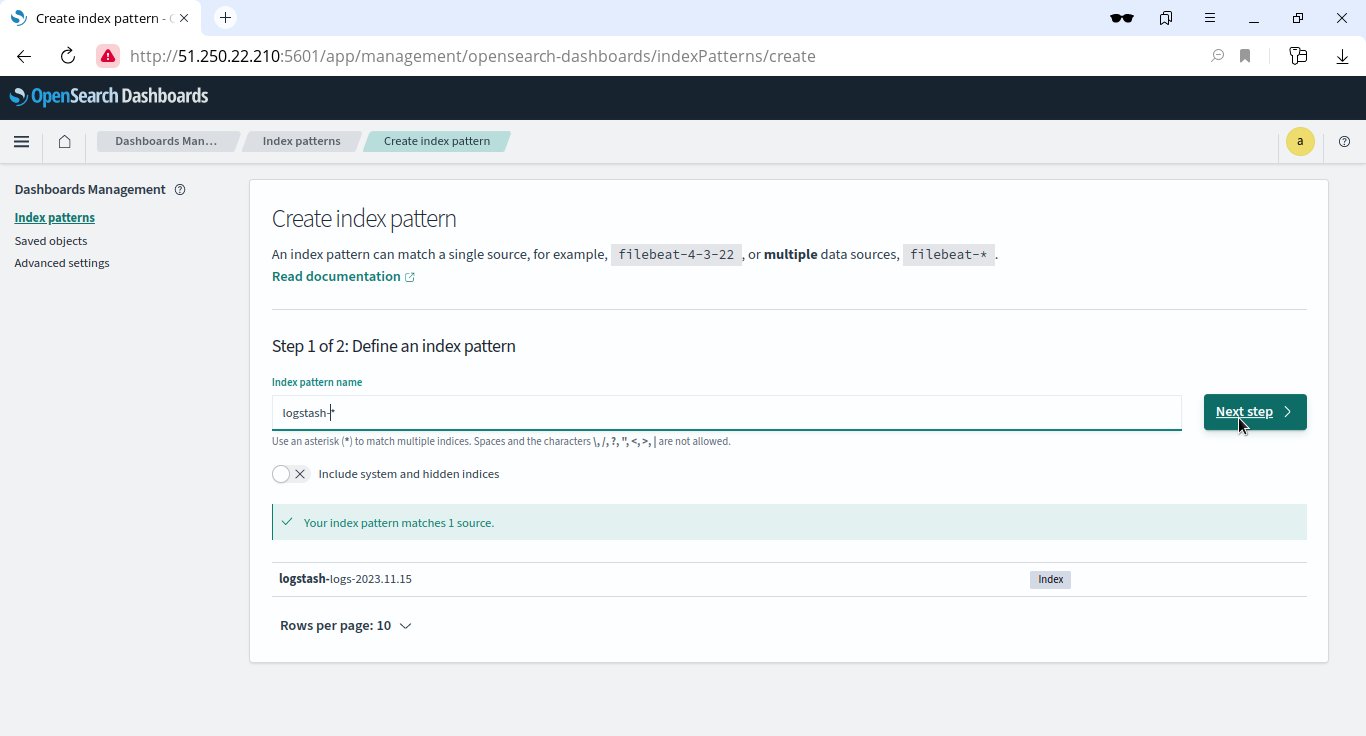 Create index pattern - 
http://51.250.22.210:5601/app/management/opensearch-dashboards/indexPatterns/create
OpenSearch Dashboards
Dashboards Man... Index patterns Create index pattern a
Dashboards Management
Index patterns
Saved objects
Advanced settings
Create index pattern
An index pattern can match a single source, for example, filebeat-4-3-22 , or multiple data sources, filebeat-* .
Read documentation
Step 1 of 2: Define an index pattern
Index pattern name
logstash-*
Next step
Use an asterisk (*) to match multiple indices. Spaces and the characters \, /, ?, ", <, >, | are not allowed.
Include system and hidden indices
Your index pattern matches 1 source.
logstash-logs-2023.11.15 Index
Rows per page: 10